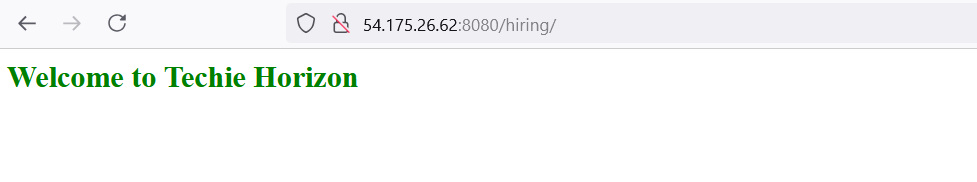 54.175.26.62:8080/hiring/
Welcome to Techie Horizon